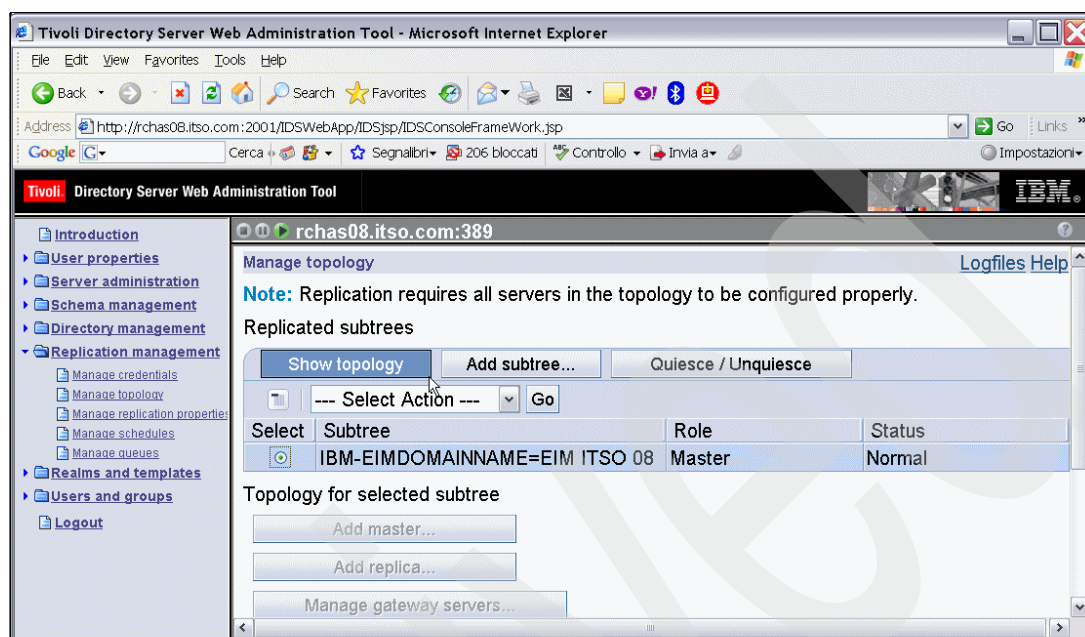 Tivoli Directory Server Web Administration Tool - Microsoft Internet Explorer
File Edit View Favorites Tools Help
Back Search Favorites
Address http://rchas08.itso.com:2001/IDSWebApp/IDSjsp/IDSConsoleFrameWork.jsp Go Links »
Google G Cerca Segnalibri 206 bloccati ABC Controllo Invia a Impostazioni
Tivoli. Directory Server Web Administration Tool IBM
Introduction
User properties
Server administration
Schema management
Directory management
Replication management
Manage credentials
Manage topology
Manage replication properties
Manage schedules
Manage queues
Realms and templates
Users and groups
Logout
rchas08.itso.com:389 ?
Manage topology Logfiles Help
Note: Replication requires all servers in the topology to be configured properly.
Replicated subtrees
Show topology Add subtree... Quiesce / Unquiesce
--- Select Action --- Go
Select Subtree Role Status
IBM-EIMDOMAINNAME=EIM ITSO 08 Master Normal
Topology for selected subtree
Add master...
Add replica...
Manage gateway servers...